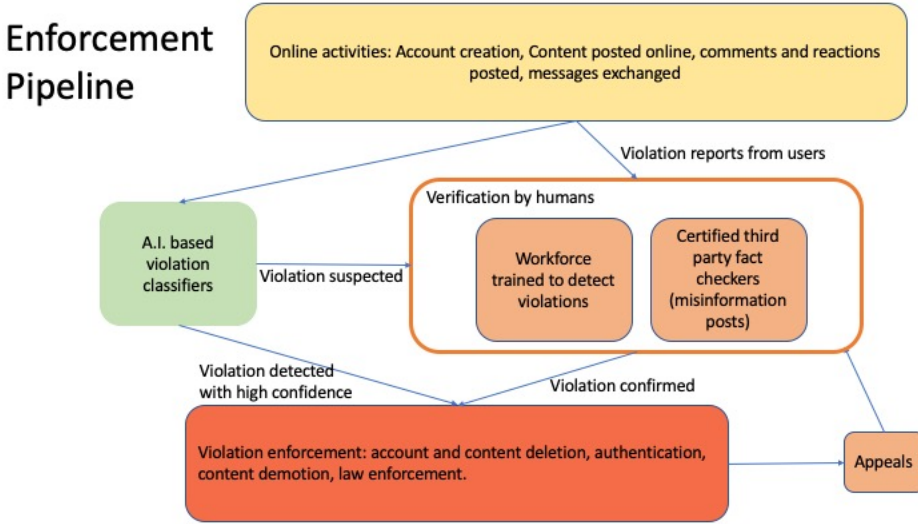 Enforcement
Pipeline
Online activities: Account creation, Content posted online, comments and reactions
posted, messages exchanged
Violation reports from users
Verification by humans
A.I. based
violation
classifiers
Violation suspected
Workforce
trained to detect
violations
Certified third
party fact
checkers
(misinformation
posts)
Violation detected
with high confidence
Violation confirmed
Violation enforcement: account and content deletion, authentication,
content demotion, law enforcement.
Appeals